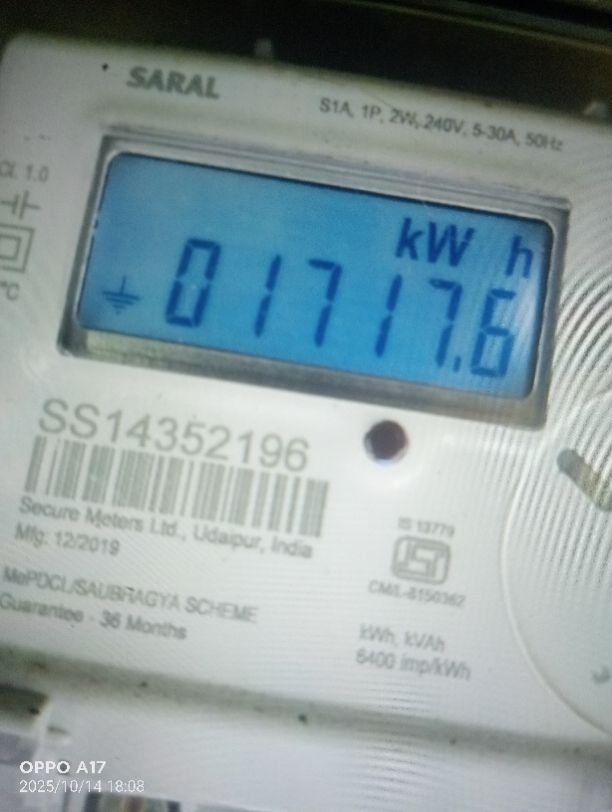 SARAL
S1A, 1P, 2W, 240V, 5-30A, 50Hz
CL 1.0
°C
kW h
01717.6
SS14352196
Secure Meters Ltd., Udaipur, India
Mfg. 12/2019
IS 13779
CM/L-8150362
MePDCL/SAUBHAGYA SCHEME
Guarantee - 36 Months
kWh, kVAh
6400 imp/kWh
OPPO A17
2025/10/14 18:08